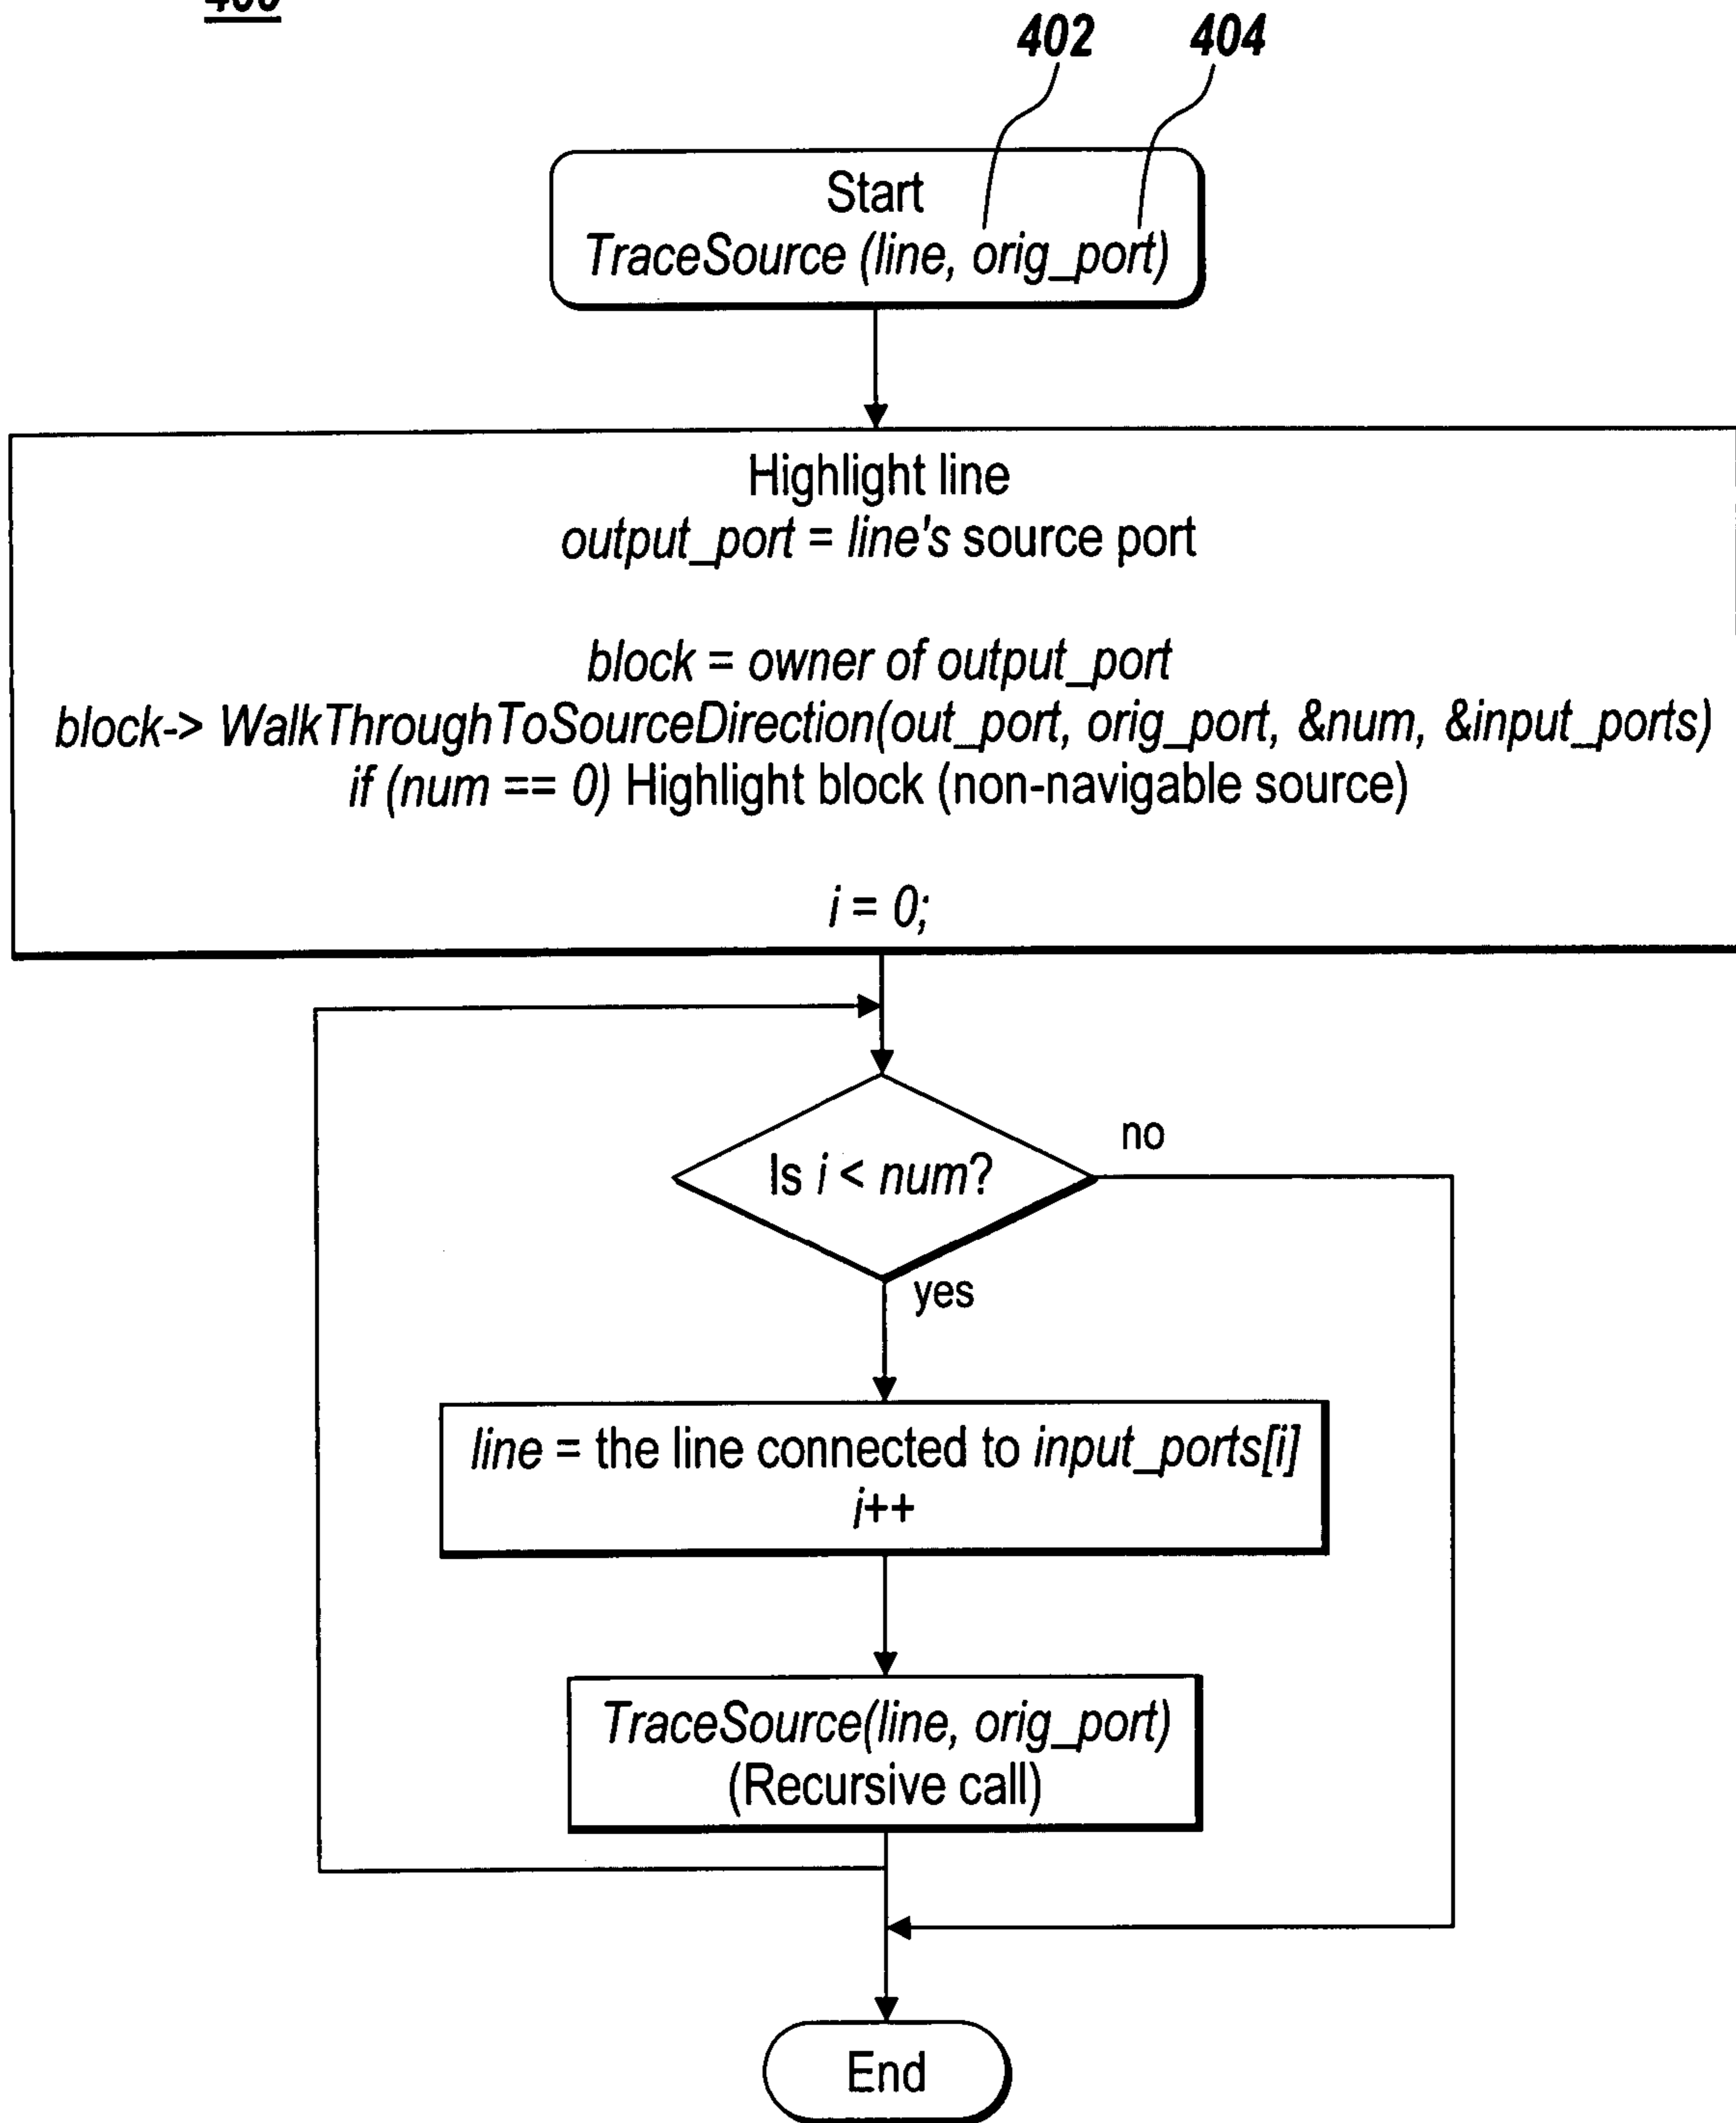 402 404
Start
TraceSource (line, orig_port)
Highlight line
output_port = line's source port
block = owner of output_port
block-> WalkThroughToSourceDirection(out_port, orig_port, &num, &input_ports)
if (num == 0) Highlight block (non-navigable source)
i = 0;
Is i < num?
no
yes
line = the line connected to input_ports[i]
i++
TraceSource(line, orig_port)
(Recursive call)
End